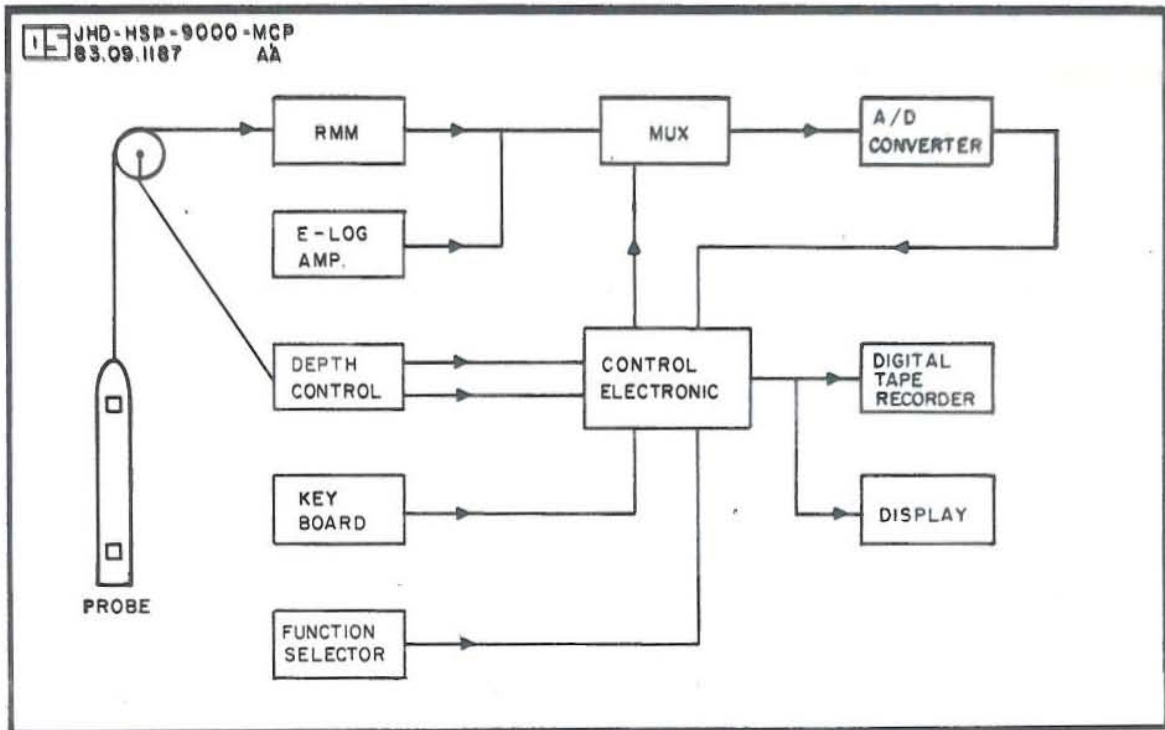 OS JHD-HSP-9000-MCP
83.09.1187 AA
RMM
MUX
A/D
CONVERTER
E-LOG
AMP.
DEPTH
CONTROL
CONTROL
ELECTRONIC
DIGITAL
TAPE
RECORDER
KEY
BOARD
DISPLAY
PROBE
FUNCTION
SELECTOR